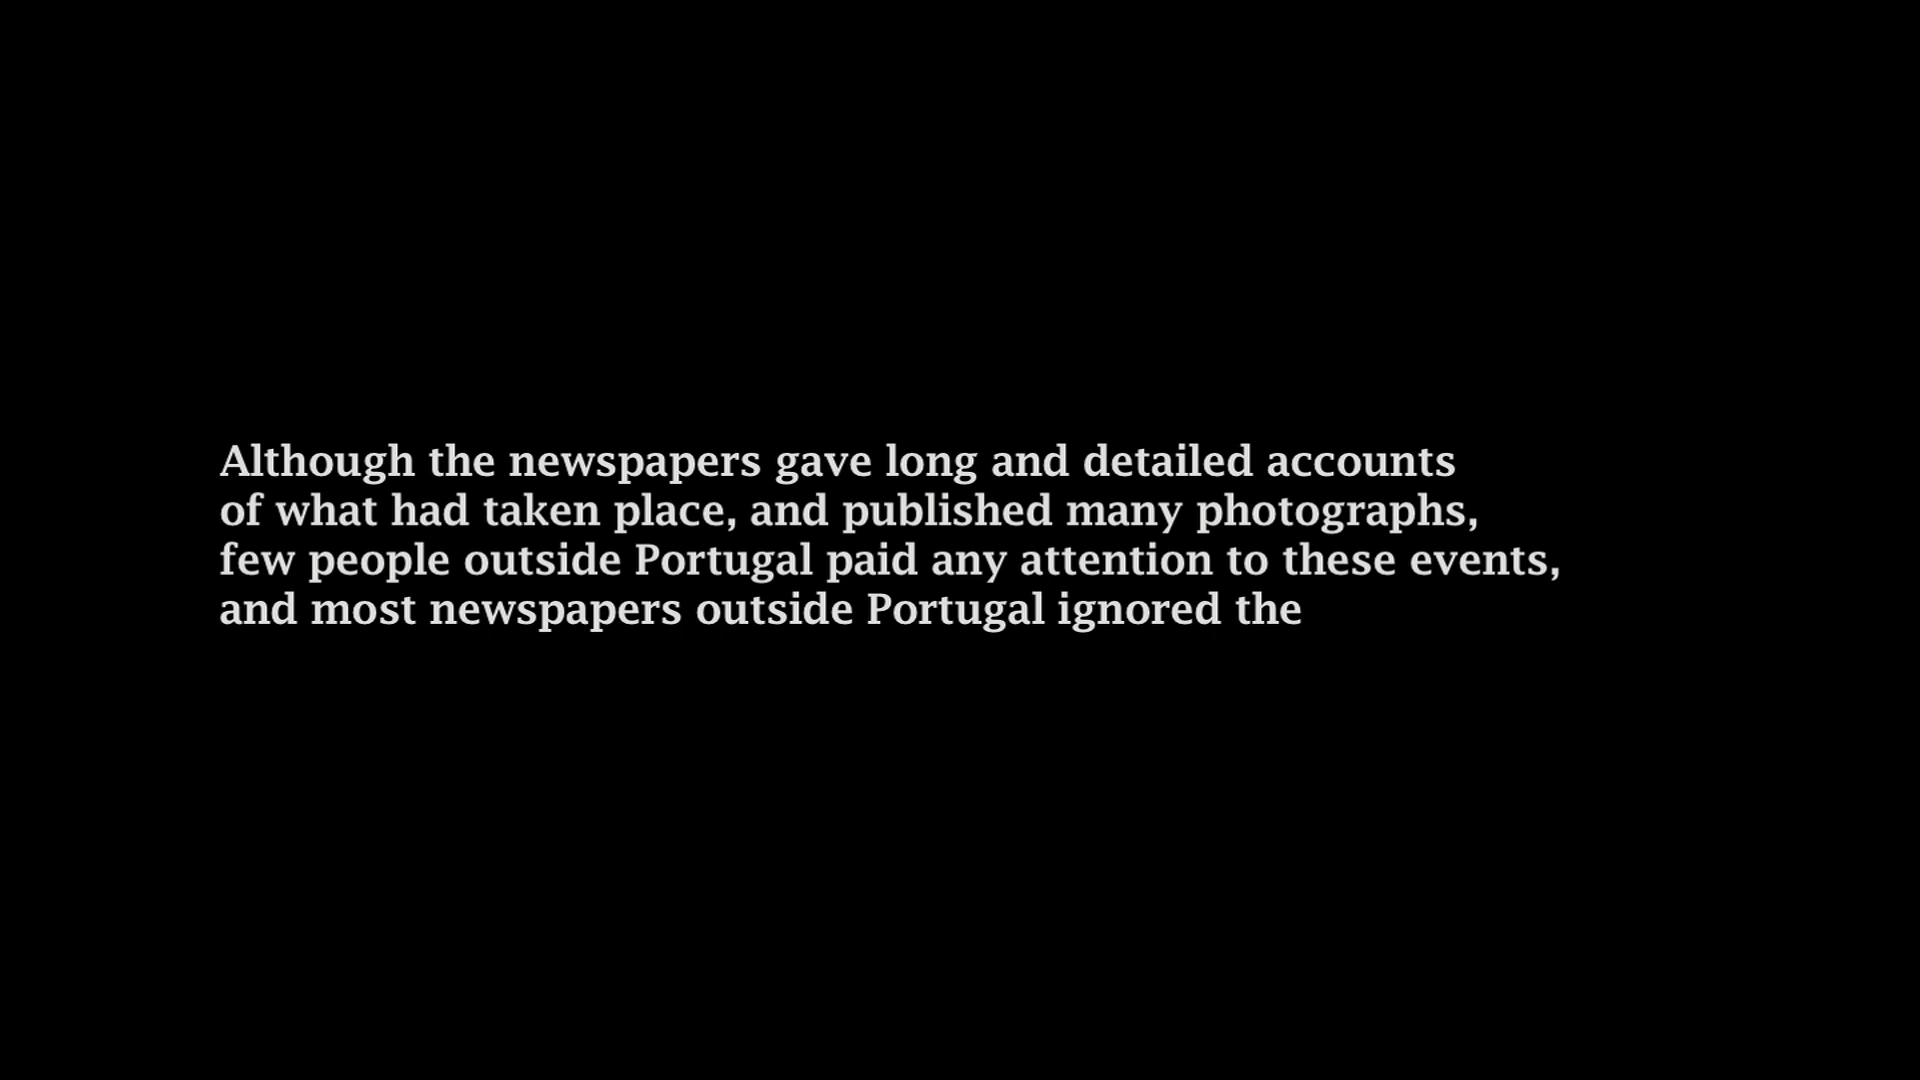 Although the newspapers gave long and detailed accounts
of what had taken place, and published many photographs,
few people outside Portugal paid any attention to these events,
and most newspapers outside Portugal ignored the